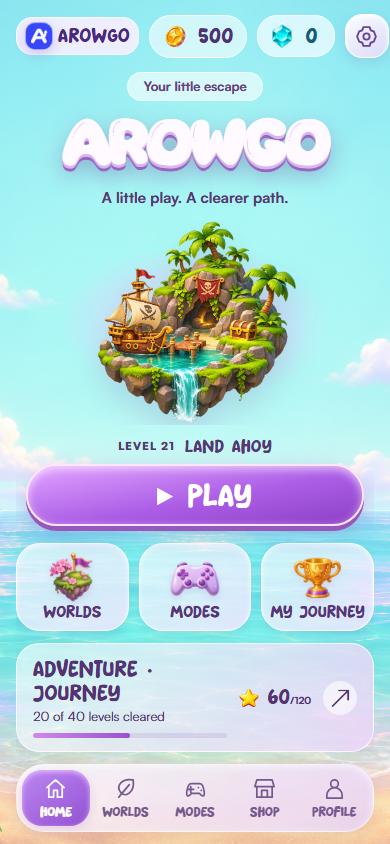 AROWGO
500
0
Your little escape
AROWGO
A little play. A clearer path.
LEVEL 21 LAND AHOY
PLAY
WORLDS
MODES
MY JOURNEY
ADVENTURE ·
JOURNEY
60/120
20 of 40 levels cleared
HOME
WORLDS
MODES
SHOP
PROFILE